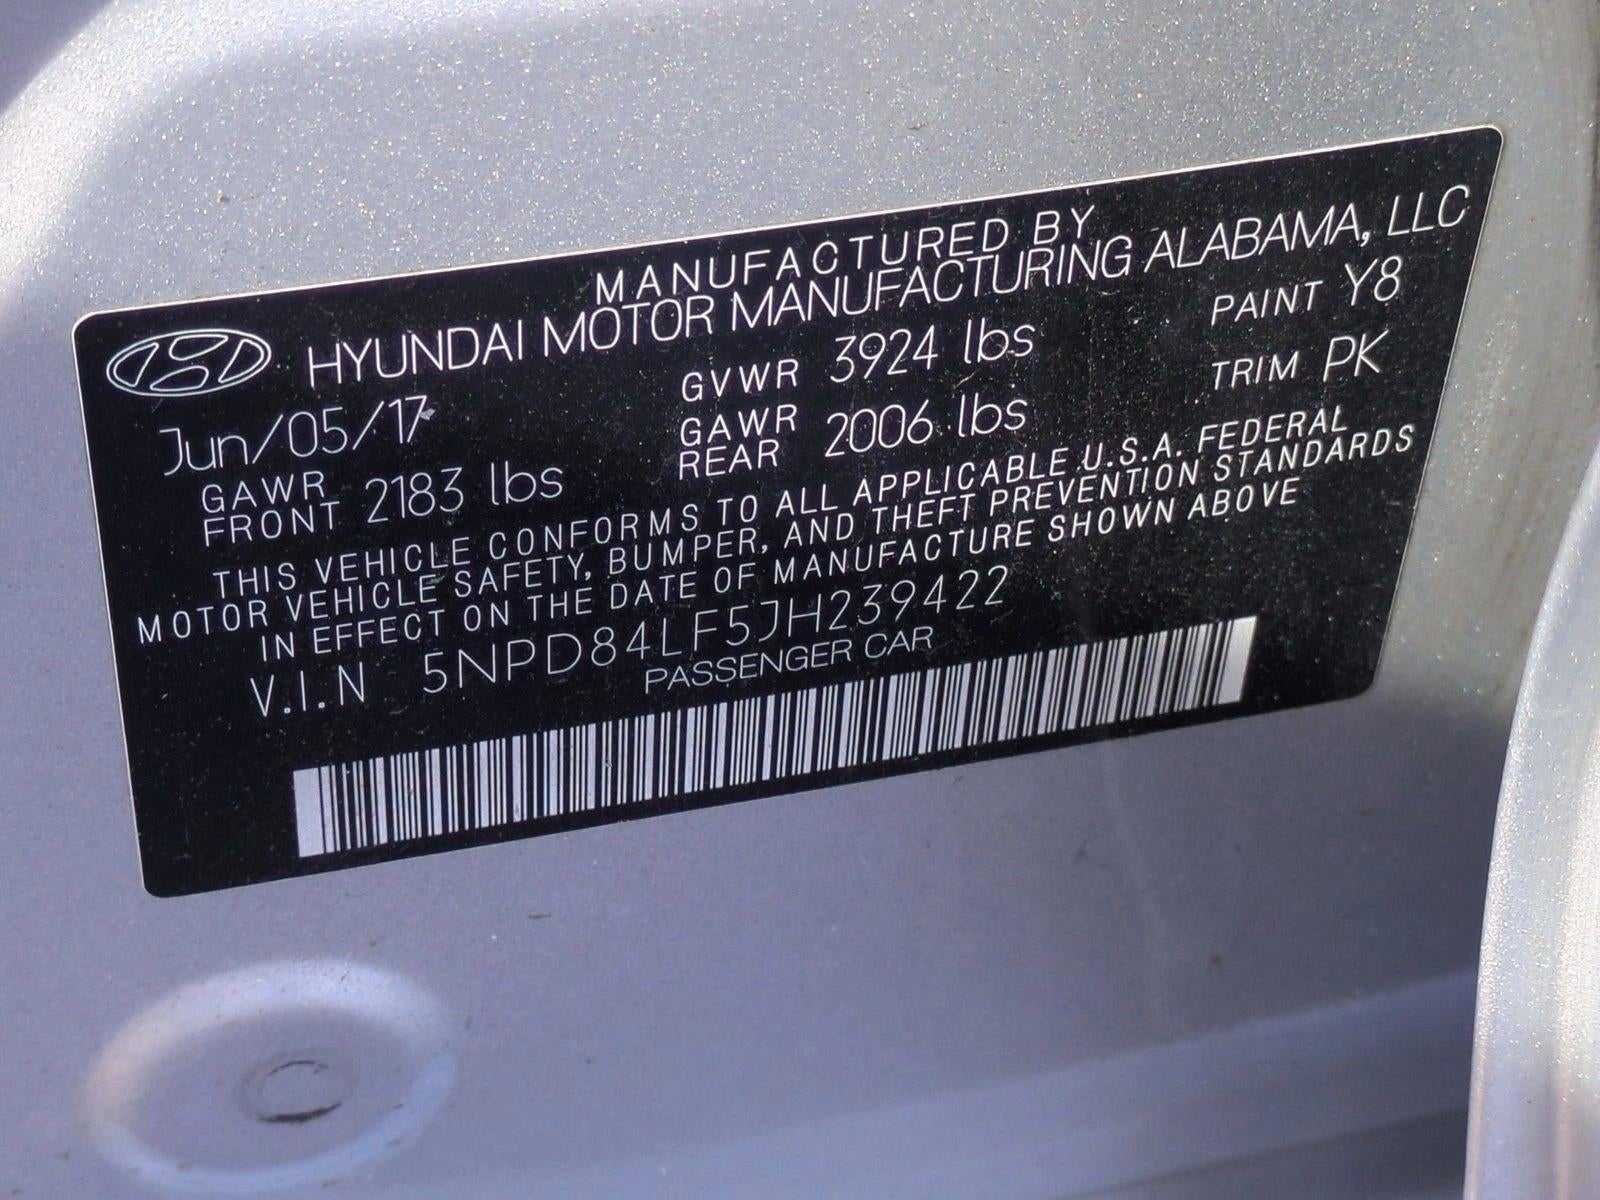 MANUFACTURED BY
HYUNDAI MOTOR MANUFACTURING ALABAMA, LLC
Jun/05/17 GVWR 3924 lbs PAINT Y8
GAWR FRONT 2183 lbs GAWR REAR 2006 lbs TRIM PK
THIS VEHICLE CONFORMS TO ALL APPLICABLE U.S.A. FEDERAL
MOTOR VEHICLE SAFETY, BUMPER, AND THEFT PREVENTION STANDARDS
IN EFFECT ON THE DATE OF MANUFACTURE SHOWN ABOVE
V.I.N 5NPD84LF5JH239422
PASSENGER CAR